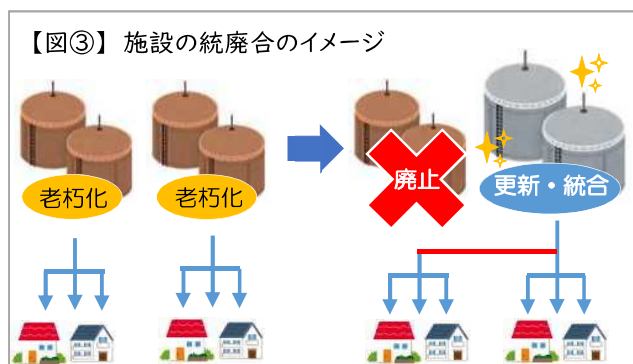 【図③】 施設の統廃合のイメージ
老朽化
老朽化
廃止
更新・統合